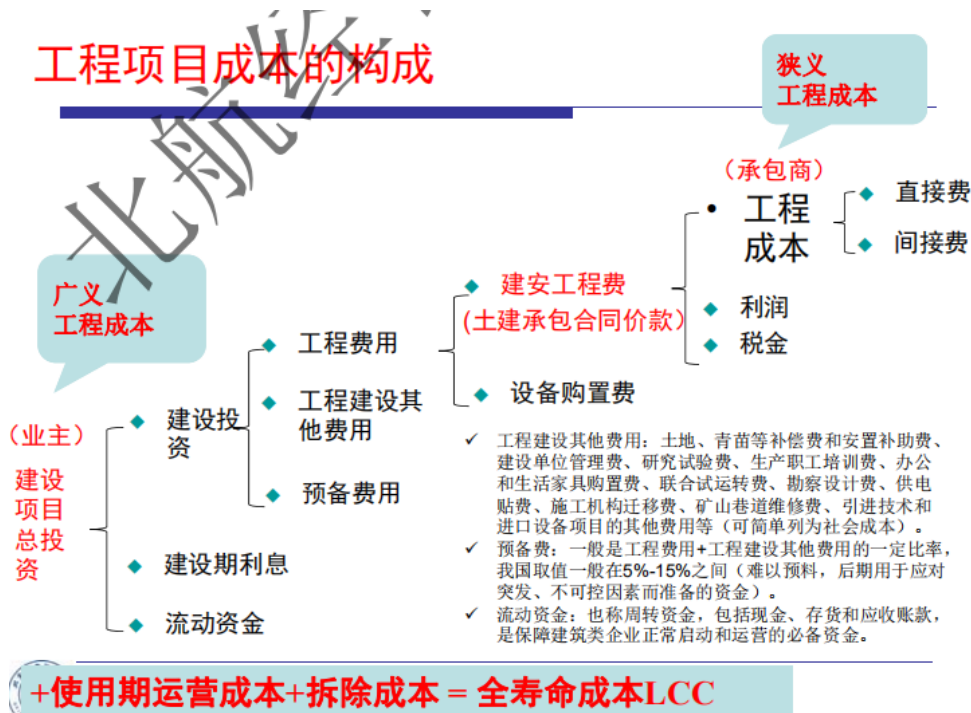 工程项目成本的构成
北航经
狭义
工程成本
(承包商)
• 工程
成本
直接费
间接费
广义
工程成本
建安工程费
(土建承包合同价款)
利润
税金
工程费用
设备购置费
工程建设其
他费用
预备费用
(业主)
建设
项目
总投
资
建设投
资
建设期利息
流动资金
✓ 工程建设其他费用：土地、青苗等补偿费和安置补助费、
建设单位管理费、研究试验费、生产职工培训费、办公
和生活家具购置费、联合试运转费、勘察设计费、供电
贴费、施工机构迁移费、矿山巷道维修费、引进技术和
进口设备项目的其他费用等（可简单列为社会成本）。
✓ 预备费：一般是工程费用+工程建设其他费用的一定比率，
我国取值一般在5%-15%之间（难以预料，后期用于应对
突发、不可控因素而准备的资金）。
✓ 流动资金：也称周转资金，包括现金、存货和应收账款，
是保障建筑类企业正常启动和运营的必备资金。
+使用期运营成本+拆除成本 = 全寿命成本LCC